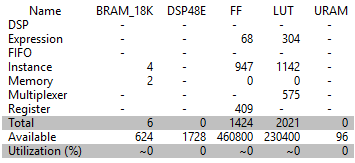 Name BRAM_18K DSP48E FF LUT URAM
DSP - - - - -
Expression - - 68 304 -
FIFO - - - - -
Instance 4 - 947 1142 -
Memory 2 - 0 0 -
Multiplexer - - - 575 -
Register - - 409 - -
Total 6 0 1424 2021 0
Available 624 1728 460800 230400 96
Utilization (%) ~0 0 ~0 ~0 0